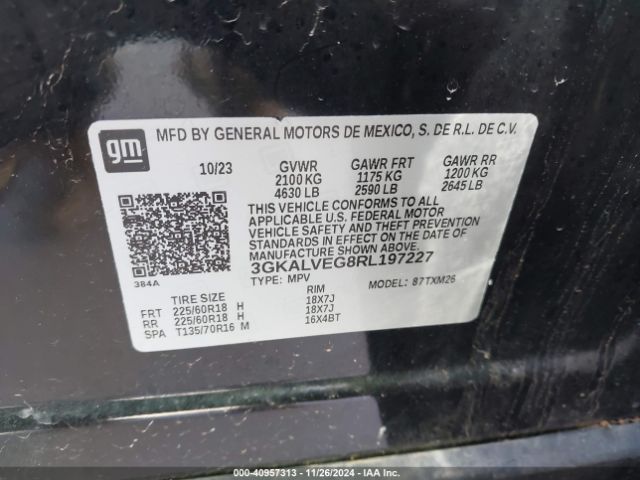 gm
MFD BY GENERAL MOTORS DE MEXICO, S. DE R.L. DE C.V.
10/23 GVWR GAWR FRT GAWR RR
2100 KG 1175 KG 1200 KG
4630 LB 2590 LB 2645 LB
THIS VEHICLE CONFORMS TO ALL
APPLICABLE U.S. FEDERAL MOTOR
VEHICLE SAFETY AND THEFT PREVENTION
STANDARDS IN EFFECT ON THE DATE OF
MANUFACTURE SHOWN ABOVE.
3GKALVEG8RL197227
TYPE: MPV MODEL: 87TXM26
384A
TIRE SIZE RIM
FRT 225/60R18 H 18X7J
RR 225/60R18 H 18X7J
SPA T135/70R16 M 16X4BT
000-40957313 - 11/26/2024 - IAA Inc.